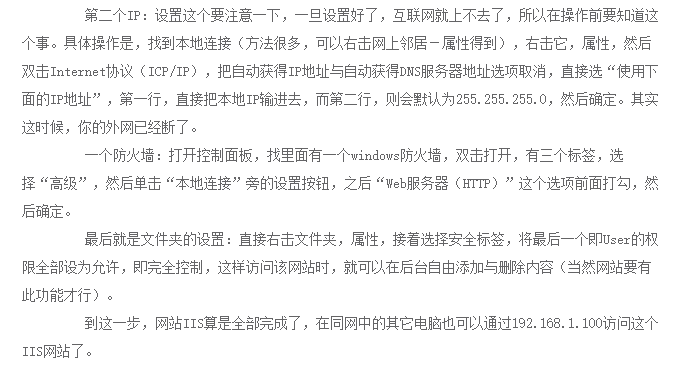 第二个IP：设置这个要注意一下，一旦设置好了，互联网就上不去了，所以在操作前要知道这
个事。具体操作是，找到本地连接（方法很多，可以右击网上邻居－属性得到），右击它，属性，然后
双击Internet协议（ICP/IP），把自动获得IP地址与自动获得DNS服务器地址选项取消，直接选“使用下
面的IP地址”，第一行，直接把本地IP输进去，而第二行，则会默认为255.255.255.0，然后确定。其实
这时候，你的外网已经断了。
一个防火墙：打开控制面板，找里面有一个windows防火墙，双击打开，有三个标签，选
择“高级”，然后单击“本地连接”旁的设置按钮，之后“Web服务器（HTTP）”这个选项前面打勾，然
后确定。
最后就是文件夹的设置：直接右击文件夹，属性，接着选择安全标签，将最后一个即User的权
限全部设为允许，即完全控制，这样访问该网站时，就可以在后台自由添加与删除内容（当然网站要有
此功能才行）。
到这一步，网站IIS算是全部完成了，在同网中的其它电脑也可以通过192.168.1.100访问这个
IIS网站了。